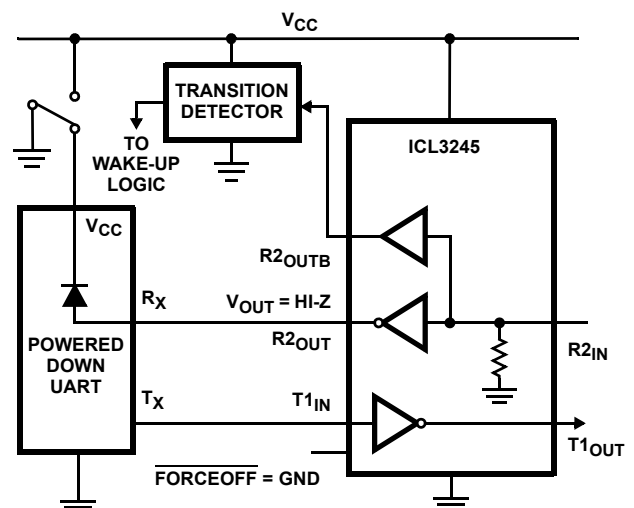 VCC
TRANSITION
DETECTOR
TO
WAKE-UP
LOGIC
ICL3245
VCC
R2OUTB
RX
VOUT = HI-Z
R2OUT
R2IN
POWERED
DOWN
UART
TX
T1IN
T1OUT
FORCEOFF = GND